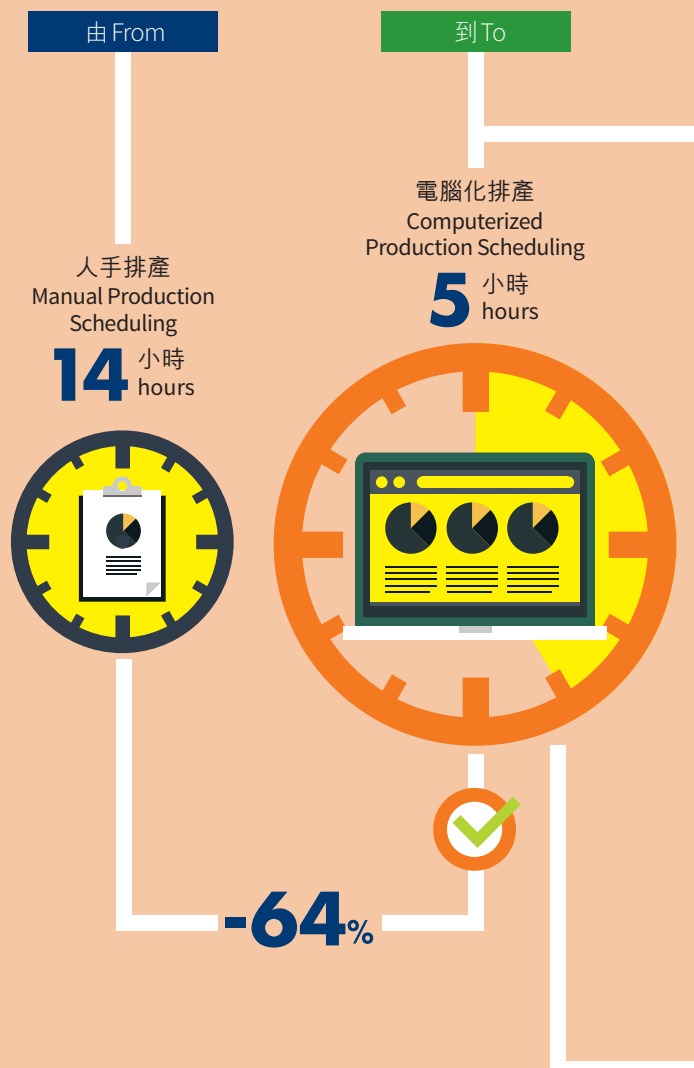 由 From
到 To
人手排產
Manual Production
Scheduling
14 小時
hours
電腦化排產
Computerized
Production Scheduling
5 小時
hours
-64%